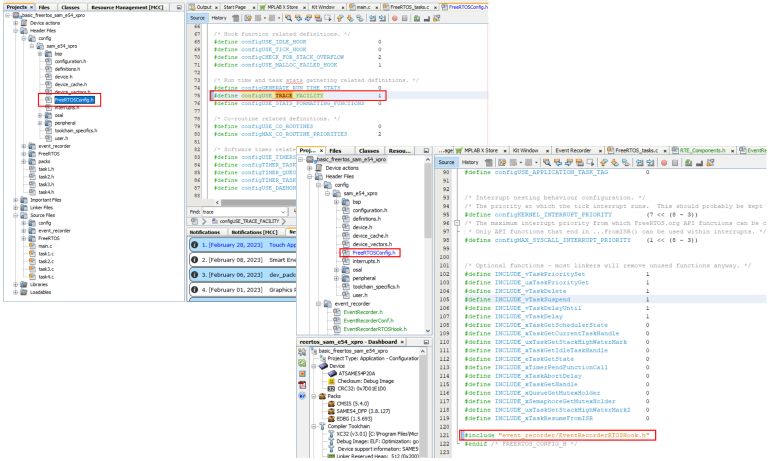 Projects × Files Classes Resource Management [MCC]
basic_freertos_sam_e54_xpro
Device actions
Header Files
config
sam_e54_xpro
bsp
configuration.h
definitions.h
device.h
device_cache.h
device_vectors.h
FreeRTOSConfig.h
interrupts.h
osal
peripheral
toolchain_specifics.h
user.h
event_recorder
FreeRTOS
packs
task1.h
task2.h
task3.h
task4.h
Important Files
Linker Files
Source Files
config
event_recorder
FreeRTOS
main.c
task1.c
task2.c
task3.c
task4.c
Libraries
Loadables
Output × Start Page × MPLAB X Store × Kit Window × main.c × FreeRTOS_tasks.c × FreeRTOSConfig.h
Source History
66
67 /* Hook function related definitions. */
68 #define configUSE_IDLE_HOOK 0
69 #define configUSE_TICK_HOOK 0
70 #define configCHECK_FOR_STACK_OVERFLOW 2
71 #define configUSE_MALLOC_FAILED_HOOK 1
72
73 /* Run time and task stats gathering related definitions. */
74 #define configGENERATE_RUN_TIME_STATS 0
75 #define configUSE_TRACE_FACILITY 1
76 #define configUSE_STATS_FORMATTING_FUNCTIONS 0
77
78 /* Co-routine related definitions. */
79 #define configUSE_CO_ROUTINES 0
80 #define configMAX_CO_ROUTINE_PRIORITIES 2
81
82 /* Software timer relate
83 #define configUSE_TIMERS
84 #define configTIMER_TASK
85 #define configTIMER_QUEU
86 #define configTIMER_TASK
87 #define configUSE_DAEMON
88
Find: trace
configUSE_TRACE_FACILITY
Notifications Notifications [MCC]
1. [February 28, 2023] Touch App
2. [February 08, 2023] Smart Ene
3. [February 06, 2023] dev_pack
4. [February 01, 2023] Graphics F
Proj... × Files Classes Resou...
basic_freertos_sam_e54_xpro
Device actions
Header Files
config
sam_e54_xpro
bsp
configuration.h
definitions.h
device.h
device_cache.h
device_vectors.h
FreeRTOSConfig.h
interrupts.h
osal
peripheral
toolchain_specifics.h
user.h
event_recorder
EventRecorder.h
EventRecorderConf.h
EventRecorderRTOSHook.h
reertos_sam_e54_xpro - Dashboard ×
basic_freertos_sam_e54_xpro
Project Type: Application - Configuration
Device
ATSAME54P20A
Checksum: Debug Image
CRC32: 0x7D01E1D0
Packs
CMSIS (5.4.0)
SAME54_DFP (3.8.127)
EDBG (1.5.693)
Compiler Toolchain
XC32 (v3.01) [C:\Program Files\Micr
Debug Image: ELF: Optimization: go
Device support information: SAME5
Linker Reserved Heap: 512 (0x200)
...age MPLAB X Store × Kit Window × Event Recorder × FreeRTOS_tasks.c × RTE_Components.h ×
Source History
90 #define configUSE_APPLICATION_TASK_TAG 0
91
92
93 /* Interrupt nesting behaviour configuration. */
94 /* The priority at which the tick interrupt runs. This should probably be kept
95 #define configKERNEL_INTERRUPT_PRIORITY (7 << (8 - 3))
96 /* The maximum interrupt priority from which FreeRTOS.org API functions can be c
97 * Only API functions that end in ...FromISR() can be used within interrupts. */
98 #define configMAX_SYSCALL_INTERRUPT_PRIORITY (1 << (8 - 3))
99
100
101 /* Optional functions - most linkers will remove unused functions anyway. */
102 #define INCLUDE_vTaskPrioritySet 1
103 #define INCLUDE_uxTaskPriorityGet 1
104 #define INCLUDE_vTaskDelete 1
105 #define INCLUDE_vTaskSuspend 1
106 #define INCLUDE_vTaskDelayUntil 1
107 #define INCLUDE_vTaskDelay 1
108 #define INCLUDE_xTaskGetSchedulerState 0
109 #define INCLUDE_xTaskGetCurrentTaskHandle 0
110 #define INCLUDE_uxTaskGetStackHighWaterMark 0
111 #define INCLUDE_xTaskGetIdleTaskHandle 0
112 #define INCLUDE_eTaskGetState 0
113 #define INCLUDE_xTimerPendFunctionCall 0
114 #define INCLUDE_xTaskAbortDelay 0
115 #define INCLUDE_xTaskGetHandle 0
116 #define INCLUDE_xQueueGetMutexHolder 0
117 #define INCLUDE_xSemaphoreGetMutexHolder 0
118 #define INCLUDE_uxTaskGetStackHighWaterMark2 0
119 #define INCLUDE_xTaskResumeFromISR 0
120
121 #include "event_recorder/EventRecorderRTOSHook.h"
122 #endif /* FREERTOS_CONFIG_H */
123